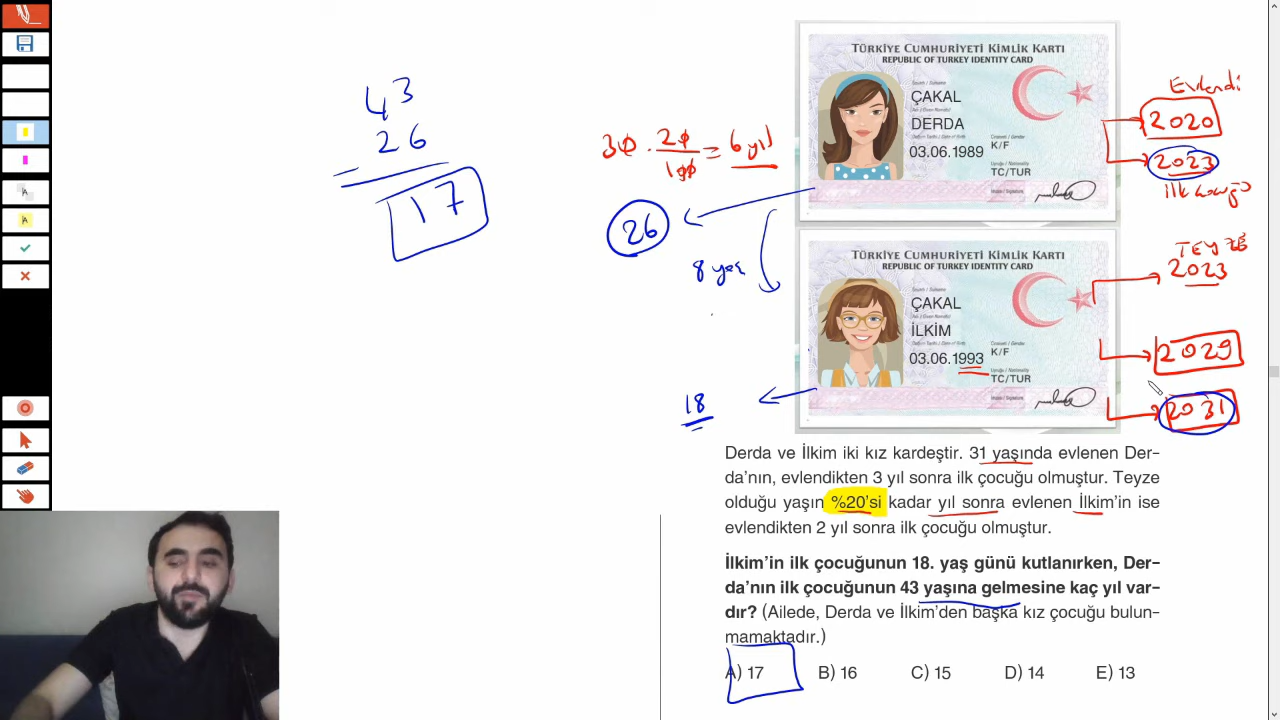 43
26
17
30 · 20/100 = 6 yıl
26
8 yaş
18
TÜRKİYE CUMHURİYETİ KİMLİK KARTI
REPUBLIC OF TURKEY IDENTITY CARD
ÇAKAL
DERDA
03.06.1989
K/F
TC/TUR
Evlendi
2020
2023
TÜRKİYE CUMHURİYETİ KİMLİK KARTI
REPUBLIC OF TURKEY IDENTITY CARD
ÇAKAL
İLKİM
03.06.1993
K/F
TC/TUR
TEYZE
2023
2029
2031
Derda ve İlkim iki kız kardeştir. 31 yaşında evlenen Der-
da'nın, evlendikten 3 yıl sonra ilk çocuğu olmuştur. Teyze
olduğu yaşın %20'si kadar yıl sonra evlenen İlkim'in ise
evlendikten 2 yıl sonra ilk çocuğu olmuştur.
İlkim'in ilk çocuğunun 18. yaş günü kutlanırken, Der-
da'nın ilk çocuğunun 43 yaşına gelmesine kaç yıl var-
dır? (Ailede, Derda ve İlkim'den başka kız çocuğu bulun-
mamaktadır.)
A) 17 B) 16 C) 15 D) 14 E) 13